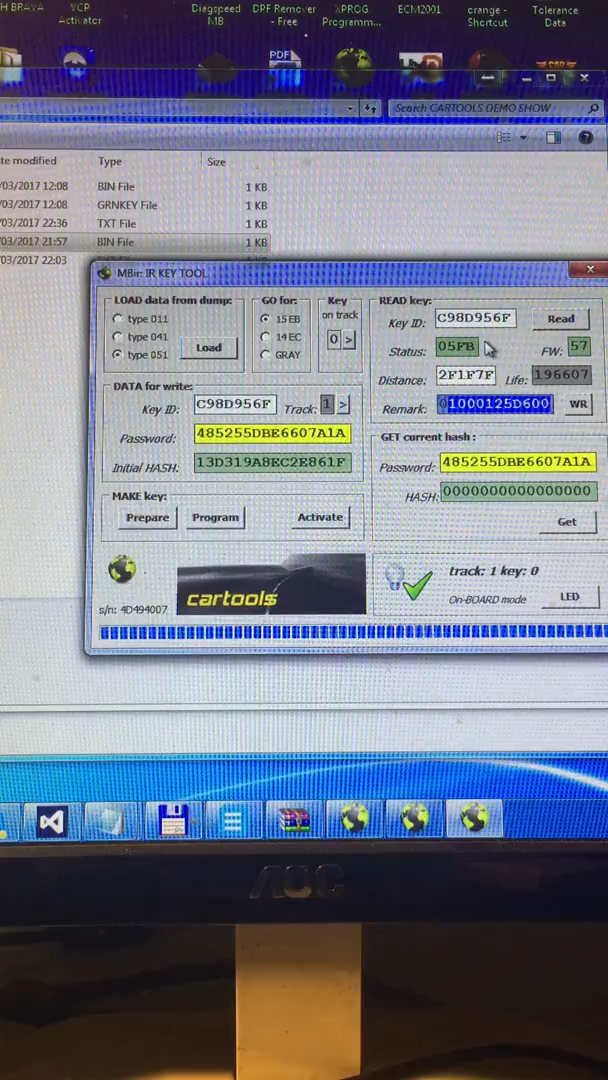 H BRAVA
VCP
Activator
Diagspeed
MB
DPF Remover
- Free
XPROG
Programm...
ECM2001
orange -
Shortcut
Tolerance
Data
PDF
Search CARTOOLS DEMO SHOW
te modified
Type
Size
/03/2017 12:08
BIN File
1 KB
/03/2017 12:08
GRNKEY File
1 KB
/03/2017 22:36
TXT File
1 KB
/03/2017 21:57
BIN File
1 KB
/03/2017 22:03
MBir: IR KEY TOOL
LOAD data from dump:
type 011
type 041
type 051
Load
GO for:
15 EB
14 EC
GRAY
Key
on track
0 >
READ key:
Key ID: C98D956F Read
Status: 05FB FW: 57
Distance: 2F1F7F Life: 196607
Remark: 01000125D600 WR
DATA for write:
Key ID: C98D956F Track: 1 >
Password: 485255DBE6607A1A
Initial HASH: 13D319A8EC2E861F
GET current hash :
Password: 485255DBE6607A1A
HASH: 0000000000000000
Get
MAKE key:
Prepare Program Activate
s/n: 4D494007
cartools
track: 1 key: 0
On-BOARD mode
LED
AOC